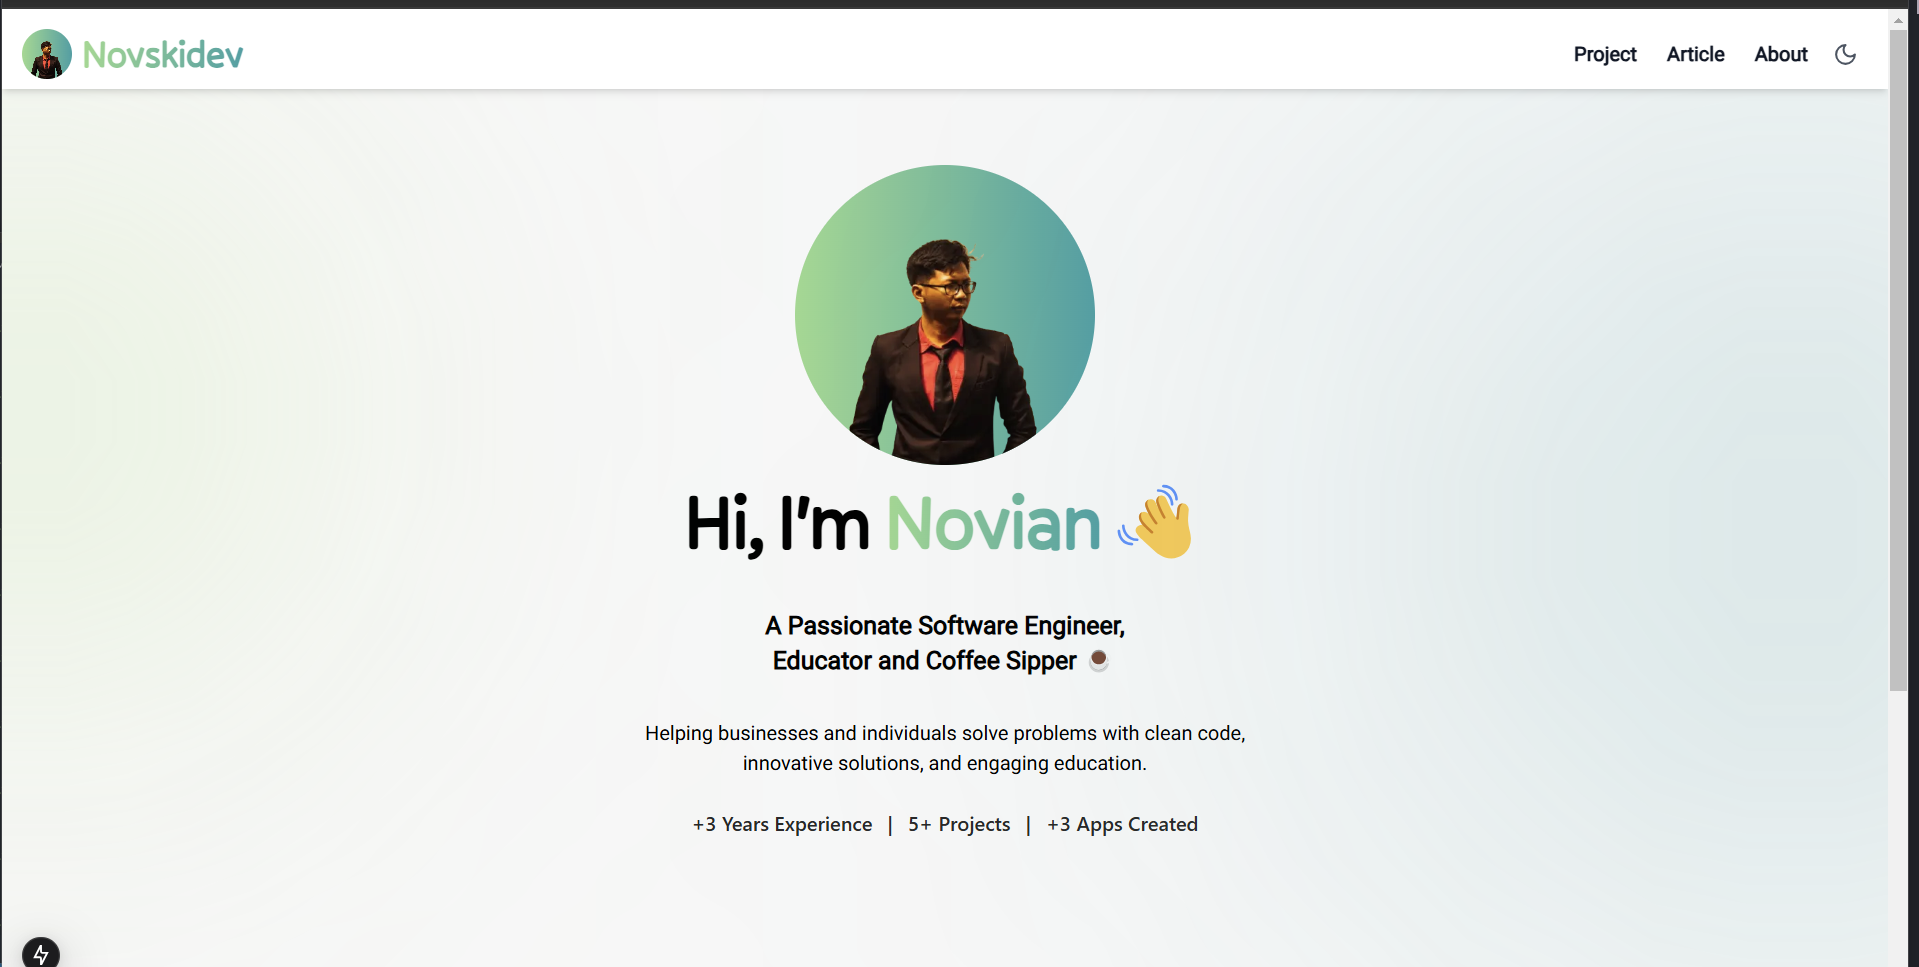 Novskidev
Project Article About
Hi, I'm Novian 👋
A Passionate Software Engineer,
Educator and Coffee Sipper ☕
Helping businesses and individuals solve problems with clean code,
innovative solutions, and engaging education.
+3 Years Experience | 5+ Projects | +3 Apps Created